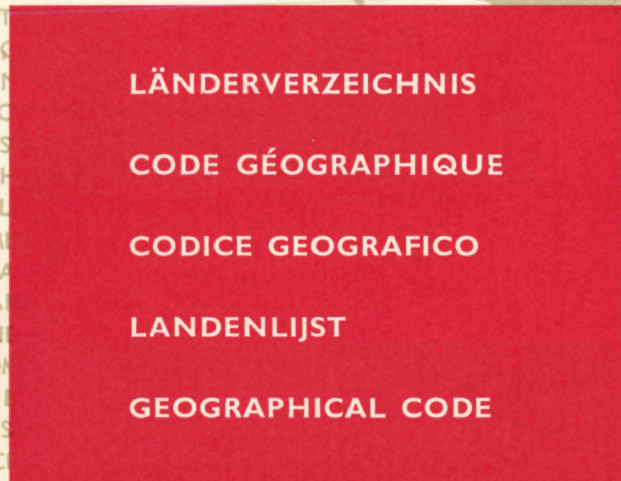 LÄNDERVERZEICHNIS
CODE GÉOGRAPHIQUE
CODICE GEOGRAFICO
LANDENLIJST
GEOGRAPHICAL CODE